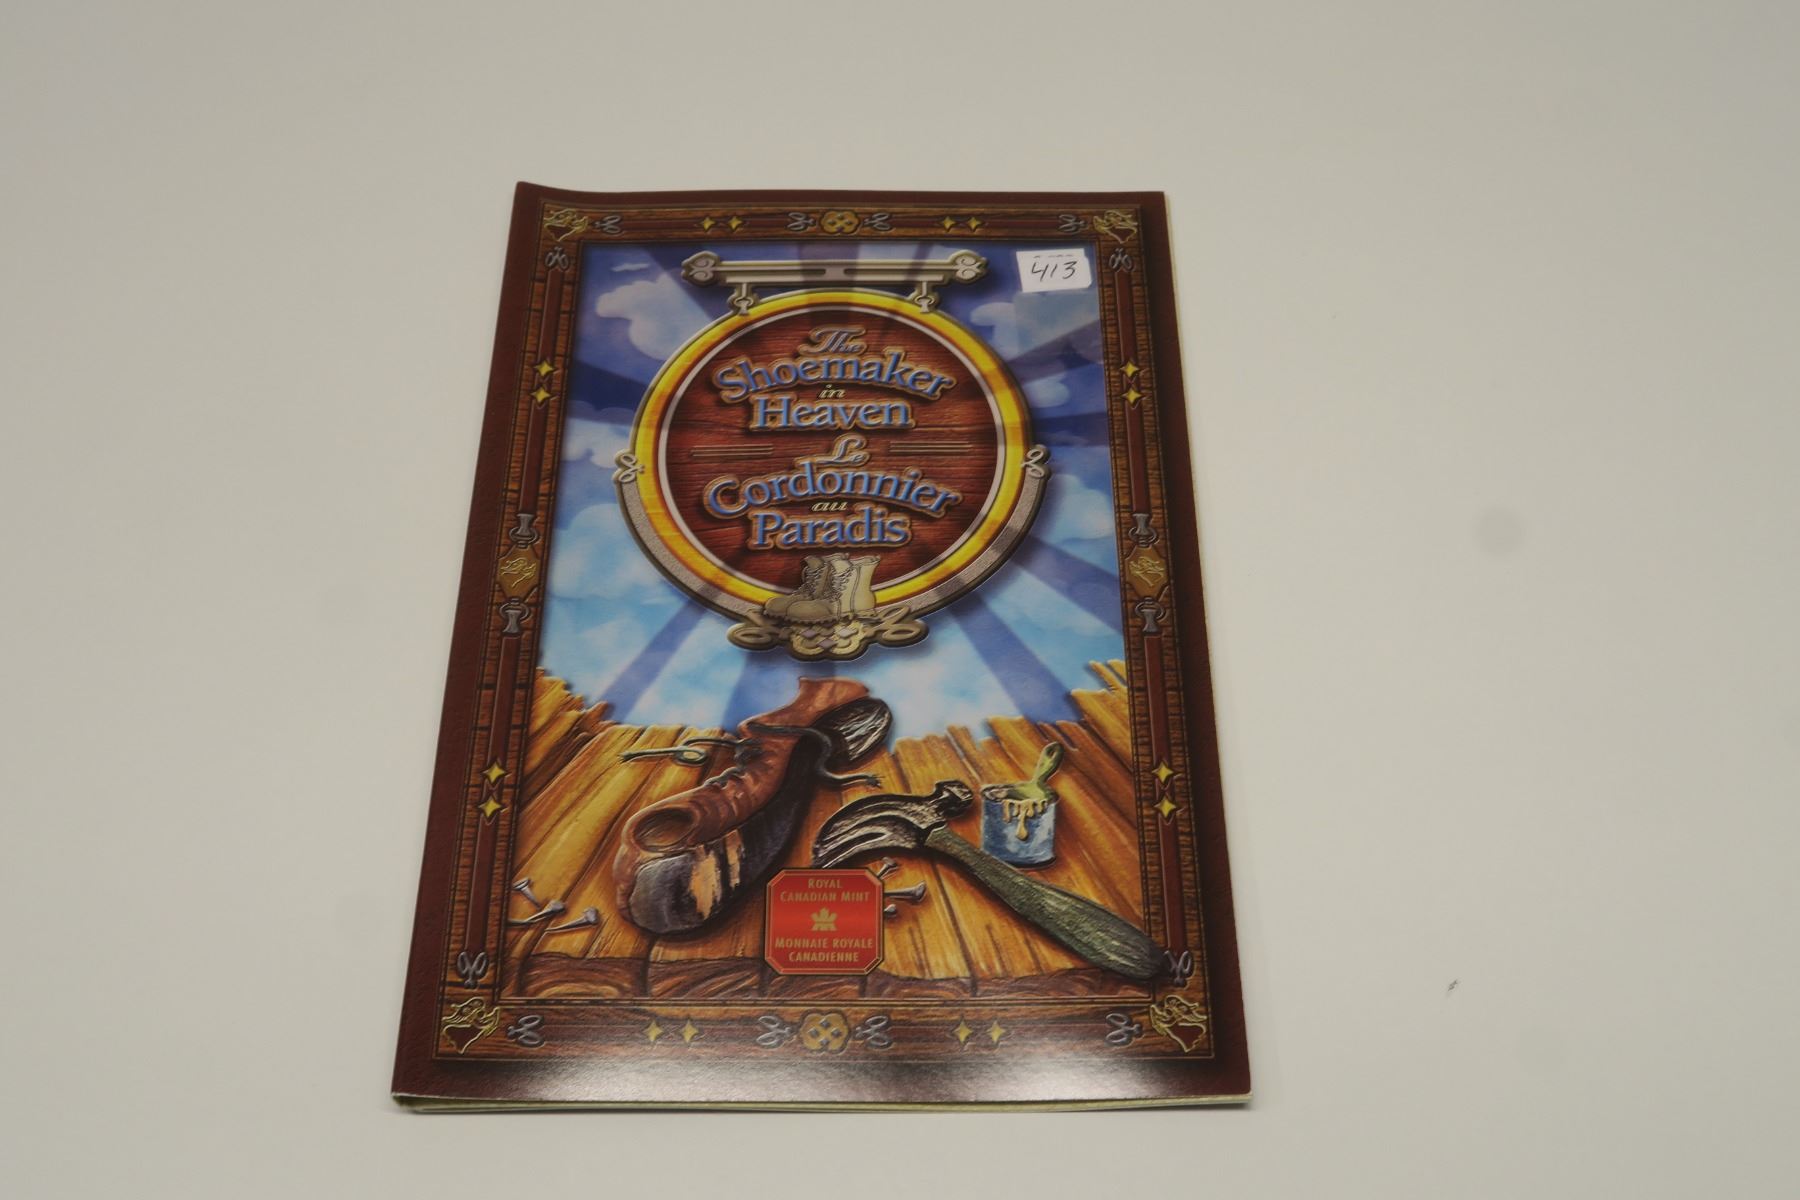 413
The
Shoemaker
in
Heaven
Le
Cordonnier
au
Paradis
ROYAL
CANADIAN MINT
MONNAIE ROYALE
CANADIENNE